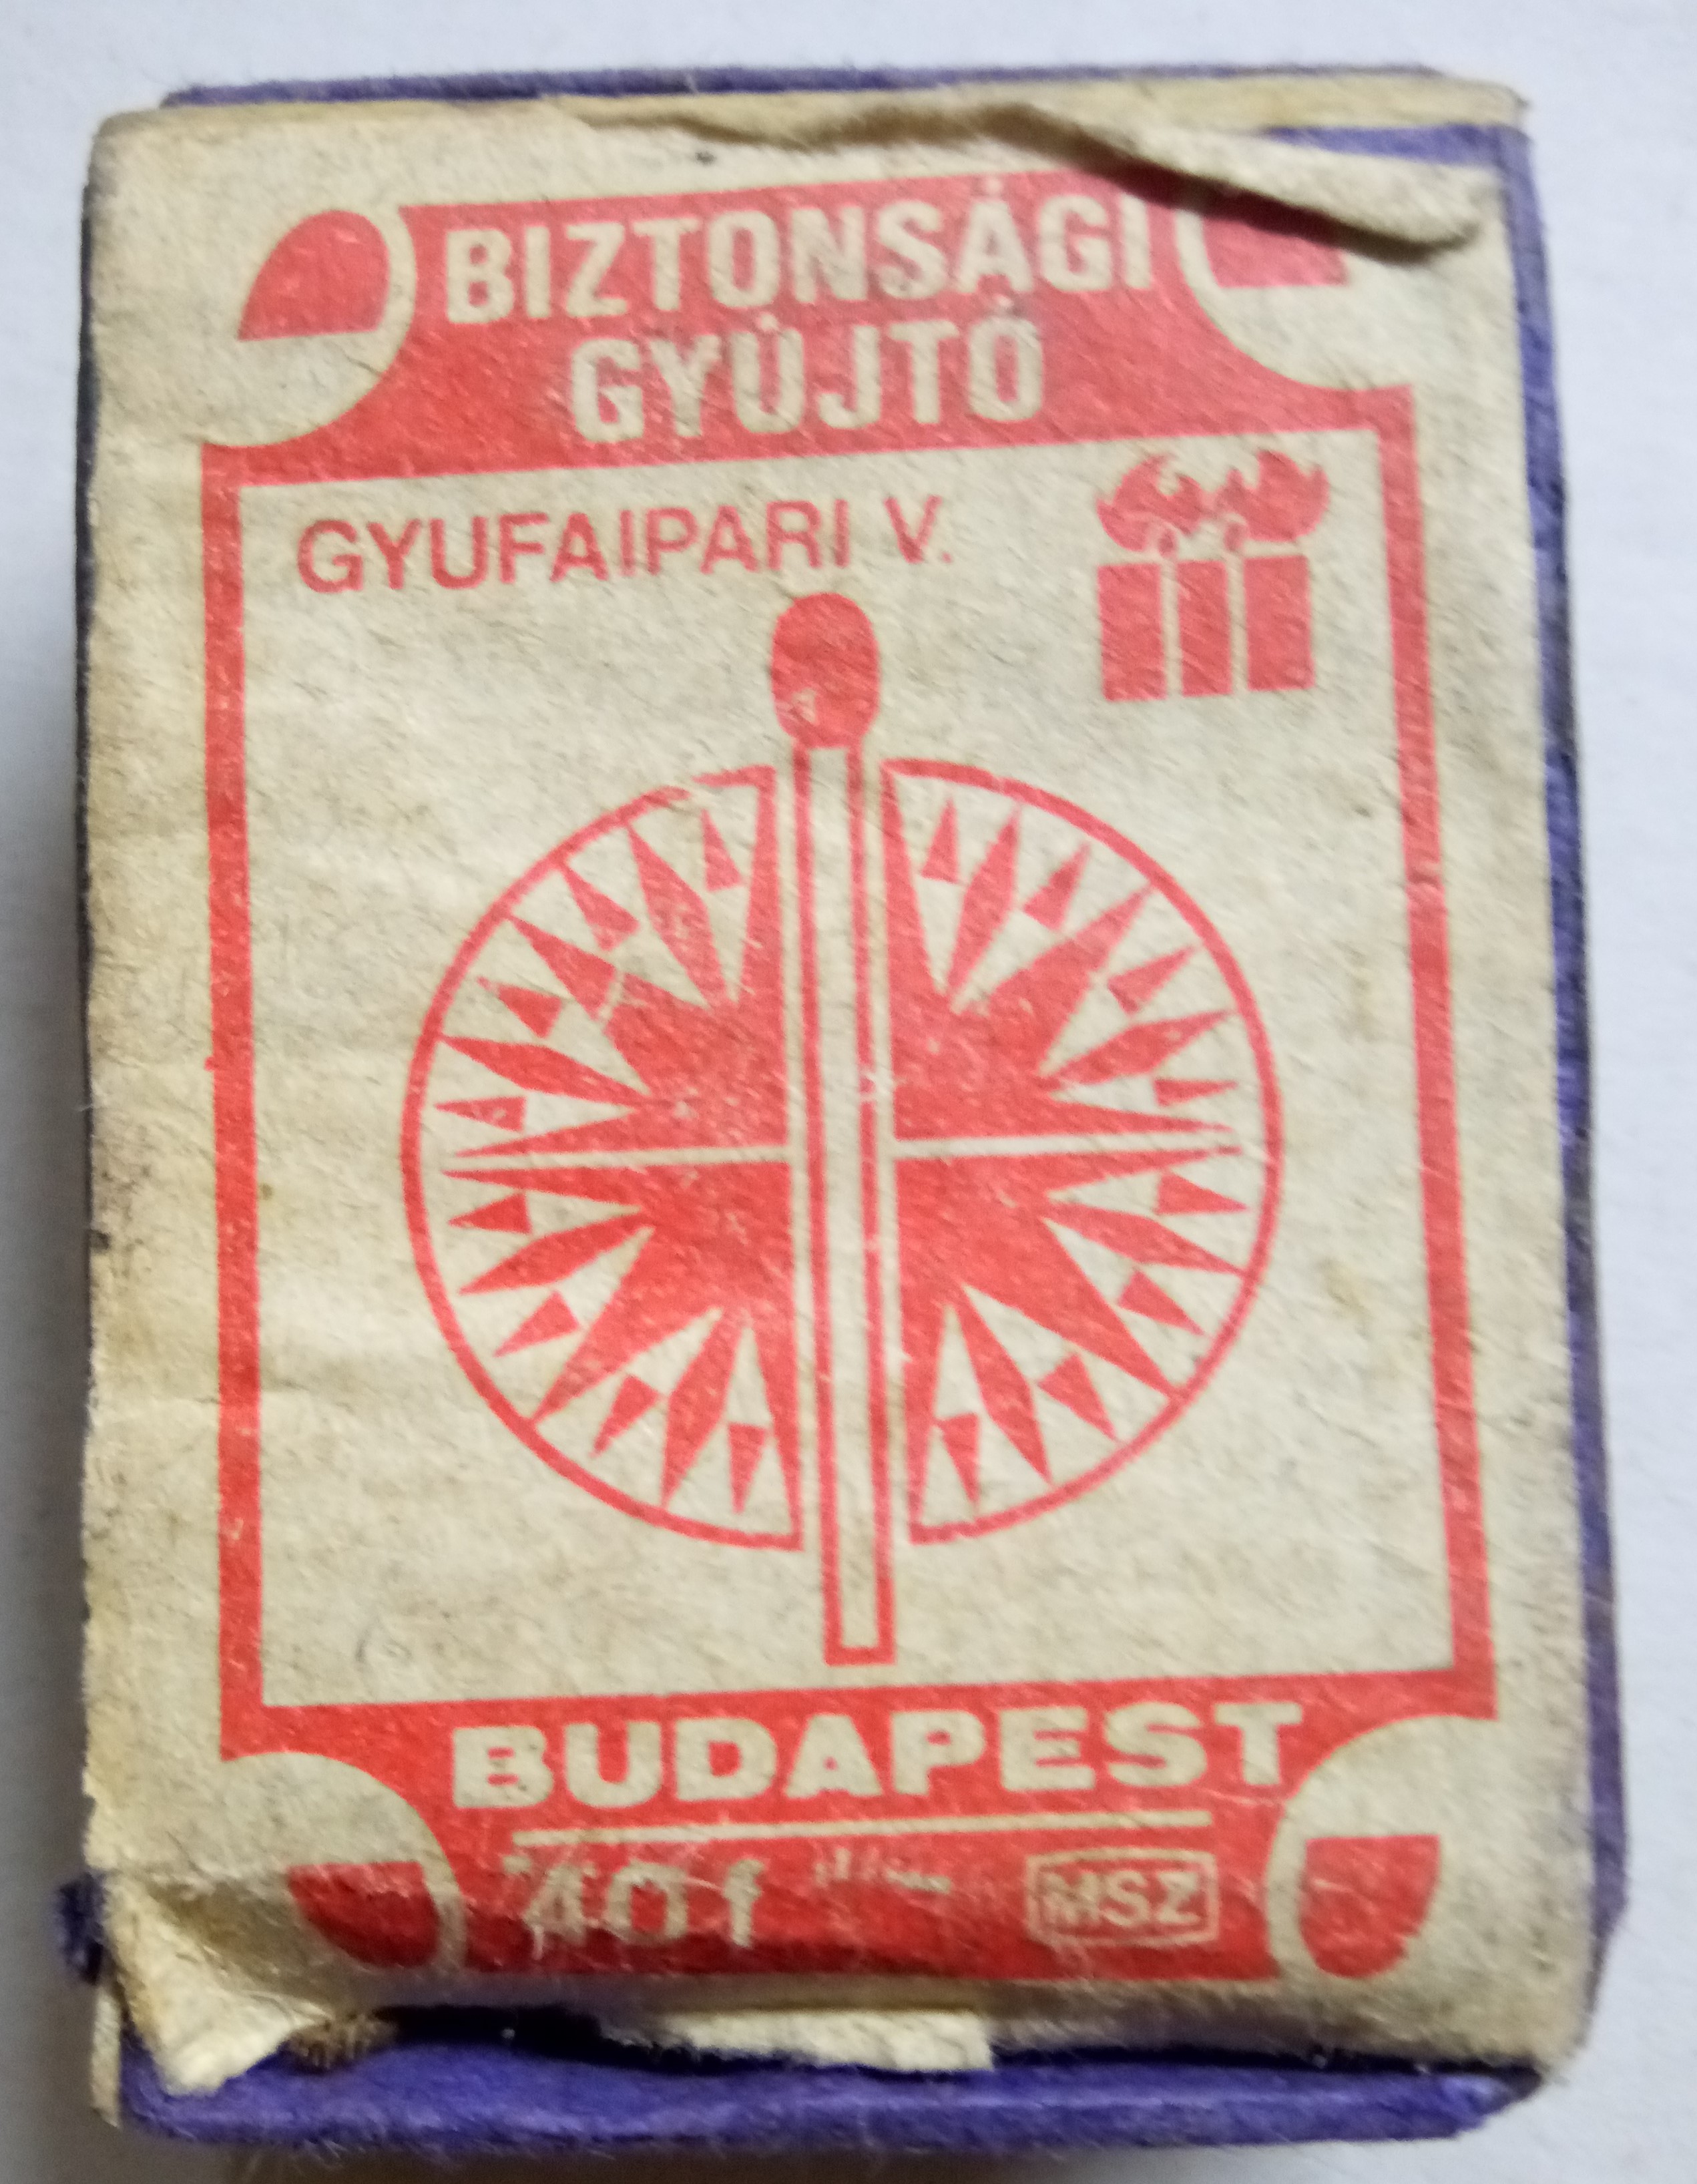 BIZTONSÁGI
GYÚJTÓ
GYUFAIPARI V.
BUDAPEST
40 f MSZ